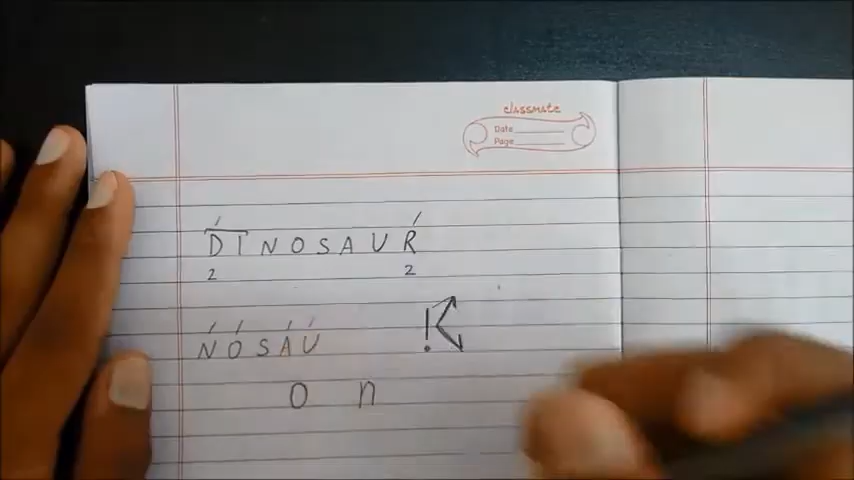 classmate
Date
Page
DINOSAUR
2 2
NOSAU
K
o n